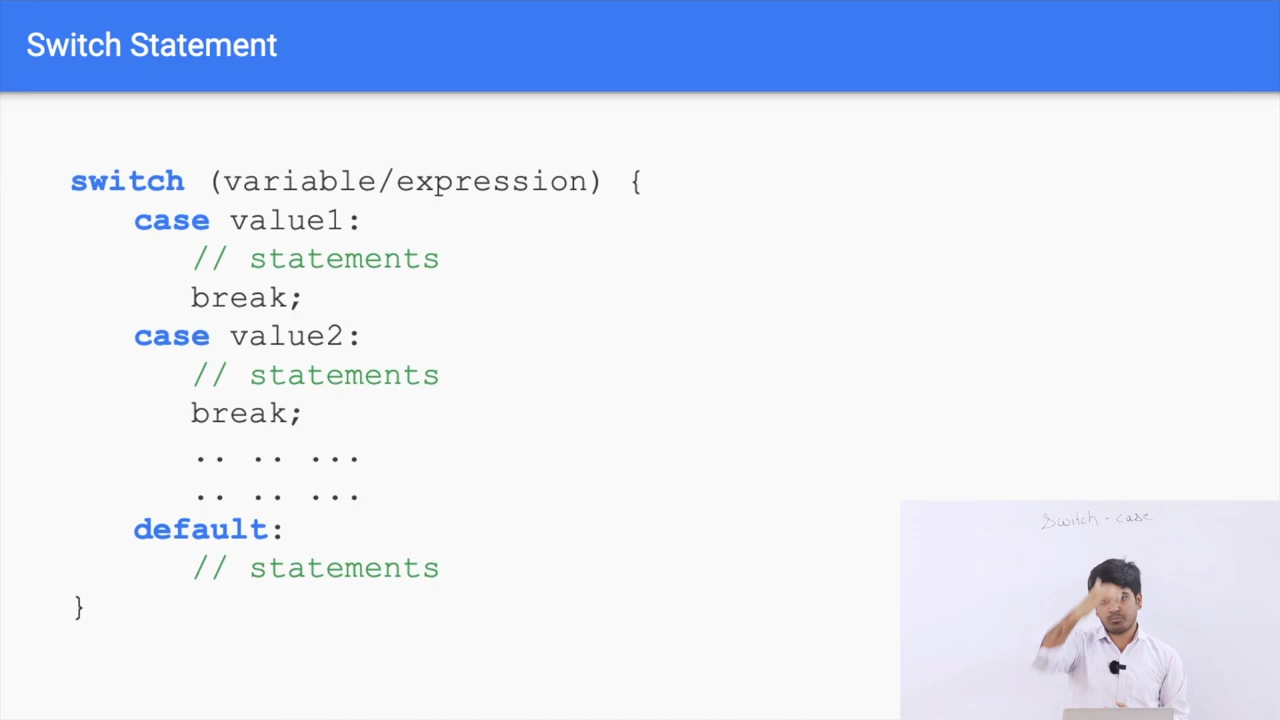 Switch Statement
switch (variable/expression) {
case value1:
// statements
break;
case value2:
// statements
break;
.. .. ...
.. .. ...
default:
// statements
}
Switch - case